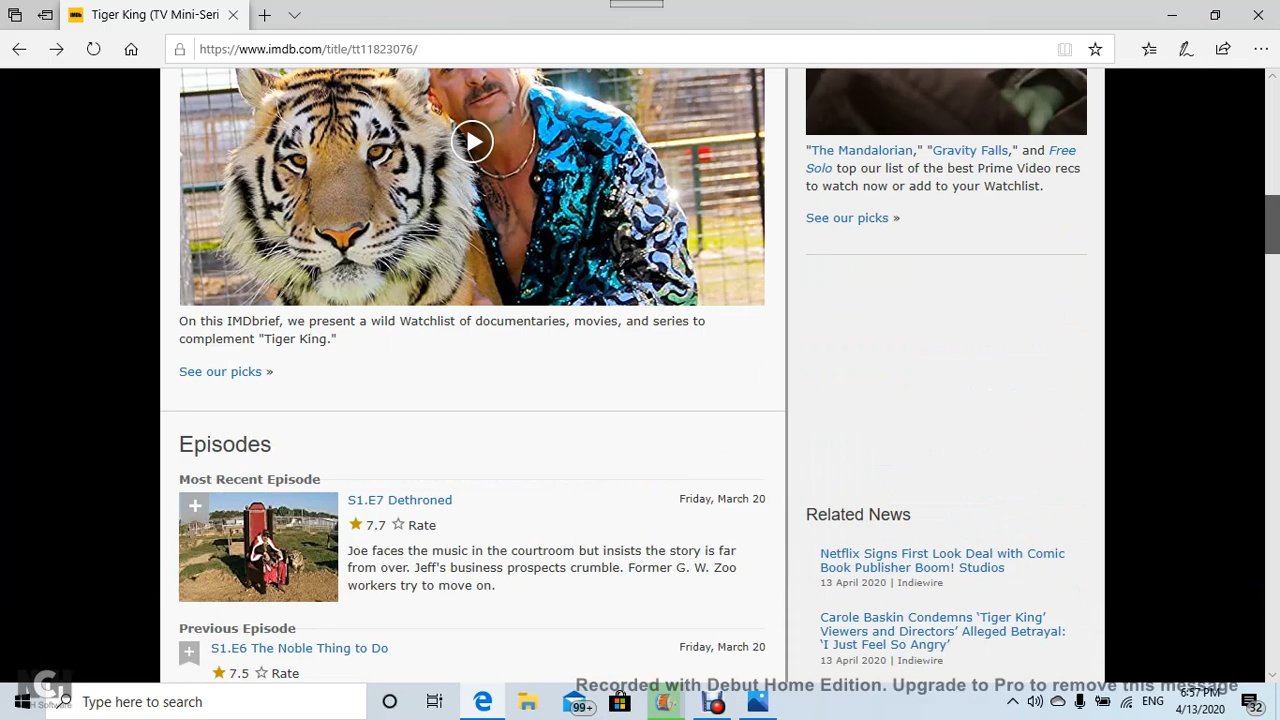 Tiger King (TV Mini-Seri
https://www.imdb.com/title/tt11823076/
On this IMDbrief, we present a wild Watchlist of documentaries, movies, and series to
complement "Tiger King."
See our picks »
Episodes
Most Recent Episode
S1.E7 Dethroned
Friday, March 20
7.7 Rate
Joe faces the music in the courtroom but insists the story is far
from over. Jeff's business prospects crumble. Former G. W. Zoo
workers try to move on.
Previous Episode
S1.E6 The Noble Thing to Do
Friday, March 20
7.5 Rate
"The Mandalorian," "Gravity Falls," and Free
Solo top our list of the best Prime Video recs
to watch now or add to your Watchlist.
See our picks »
Related News
Netflix Signs First Look Deal with Comic
Book Publisher Boom! Studios
13 April 2020 | Indiewire
Carole Baskin Condemns ‘Tiger King’
Viewers and Directors’ Alleged Betrayal:
‘I Just Feel So Angry’
13 April 2020 | Indiewire
Recorded with Debut Home Edition. Upgrade to Pro to remove this message
NCH Software
Type here to search
99+
ENG
6:57 PM
4/13/2020
32